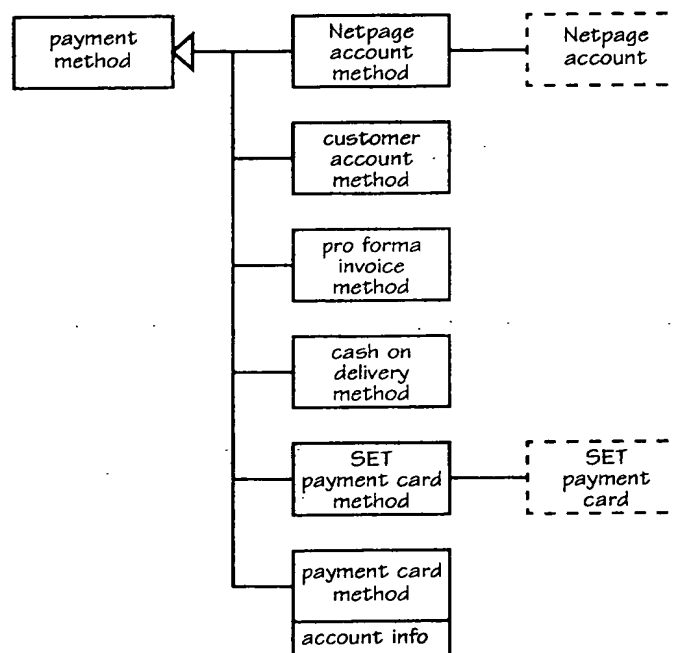 payment
method
Netpage
account
method
Netpage
account
customer
account
method
pro forma
invoice
method
cash on
delivery
method
SET
payment card
method
SET
payment
card
payment card
method
account info